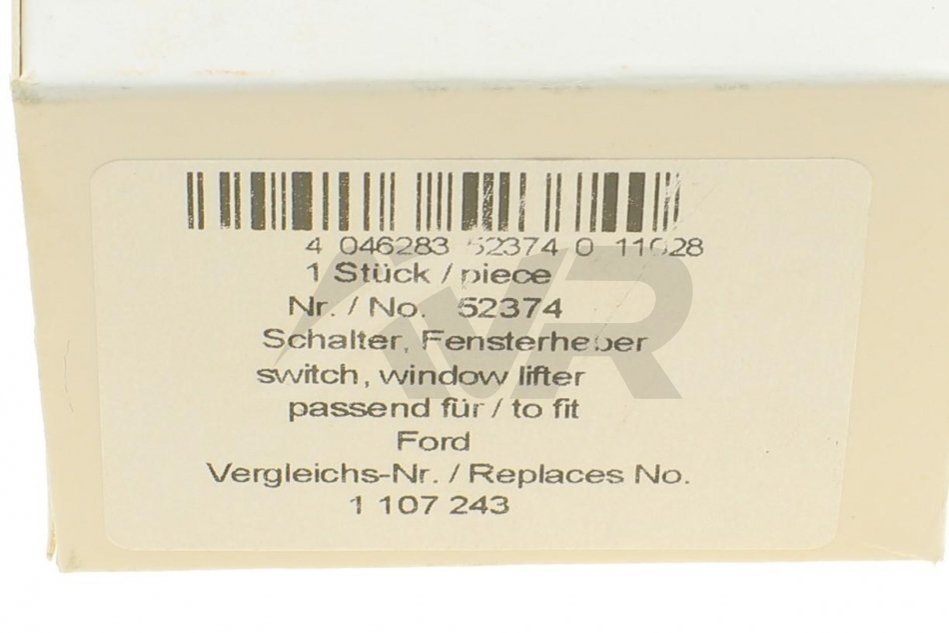 4 046283 52374 0 11028
1 Stück / piece
Nr. / No. 52374
Schalter, Fensterheber
switch, window lifter
passend für / to fit
Ford
Vergleichs-Nr. / Replaces No.
1 107 243
iVR